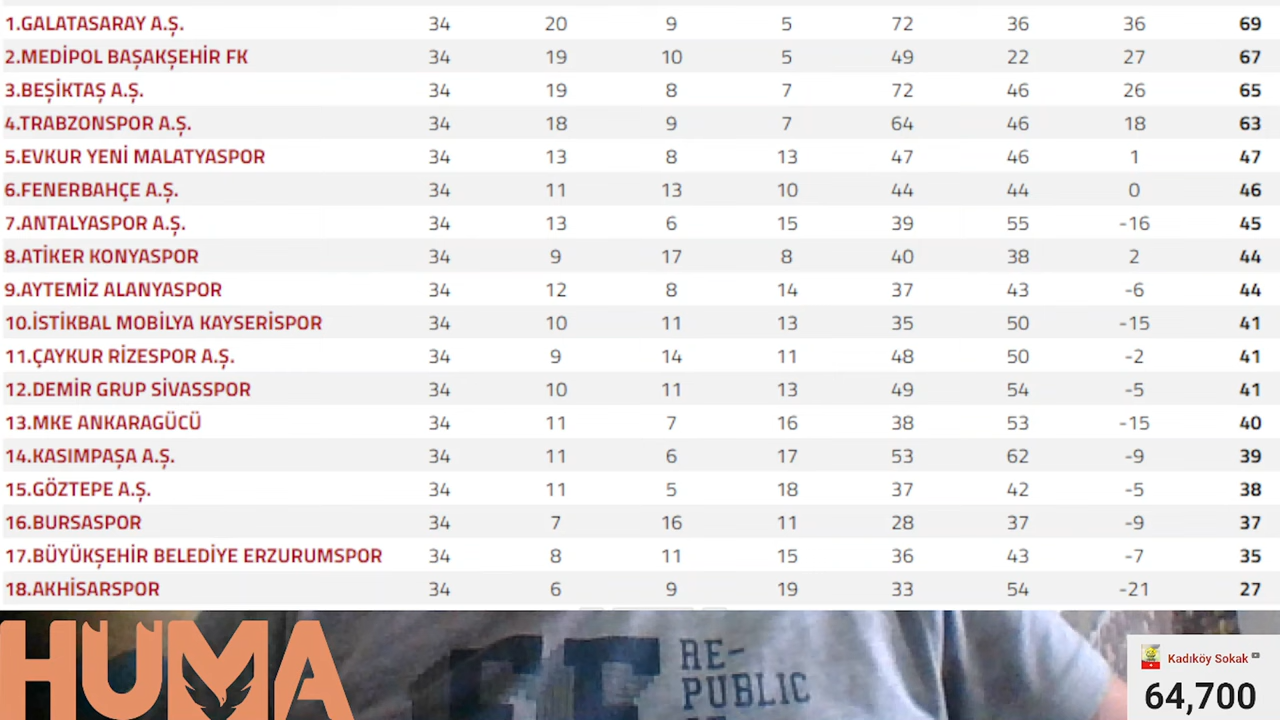 1.GALATASARAY A.Ş. 34 20 9 5 72 36 36 69
2.MEDİPOL BAŞAKŞEHİR FK 34 19 10 5 49 22 27 67
3.BEŞİKTAŞ A.Ş. 34 19 8 7 72 46 26 65
4.TRABZONSPOR A.Ş. 34 18 9 7 64 46 18 63
5.EVKUR YENİ MALATYASPOR 34 13 8 13 47 46 1 47
6.FENERBAHÇE A.Ş. 34 11 13 10 44 44 0 46
7.ANTALYASPOR A.Ş. 34 13 6 15 39 55 -16 45
8.ATİKER KONYASPOR 34 9 17 8 40 38 2 44
9.AYTEMİZ ALANYASPOR 34 12 8 14 37 43 -6 44
10.İSTİKBAL MOBİLYA KAYSERİSPOR 34 10 11 13 35 50 -15 41
11.ÇAYKUR RİZESPOR A.Ş. 34 9 14 11 48 50 -2 41
12.DEMİR GRUP SİVASSPOR 34 10 11 13 49 54 -5 41
13.MKE ANKARAGÜCÜ 34 11 7 16 38 53 -15 40
14.KASIMPAŞA A.Ş. 34 11 6 17 53 62 -9 39
15.GÖZTEPE A.Ş. 34 11 5 18 37 42 -5 38
16.BURSASPOR 34 7 16 11 28 37 -9 37
17.BÜYÜKŞEHİR BELEDİYE ERZURUMSPOR 34 8 11 15 36 43 -7 35
18.AKHİSARSPOR 34 6 9 19 33 54 -21 27
HUMA
RE-
PUBLIC
Kadıköy Sokak
64,700